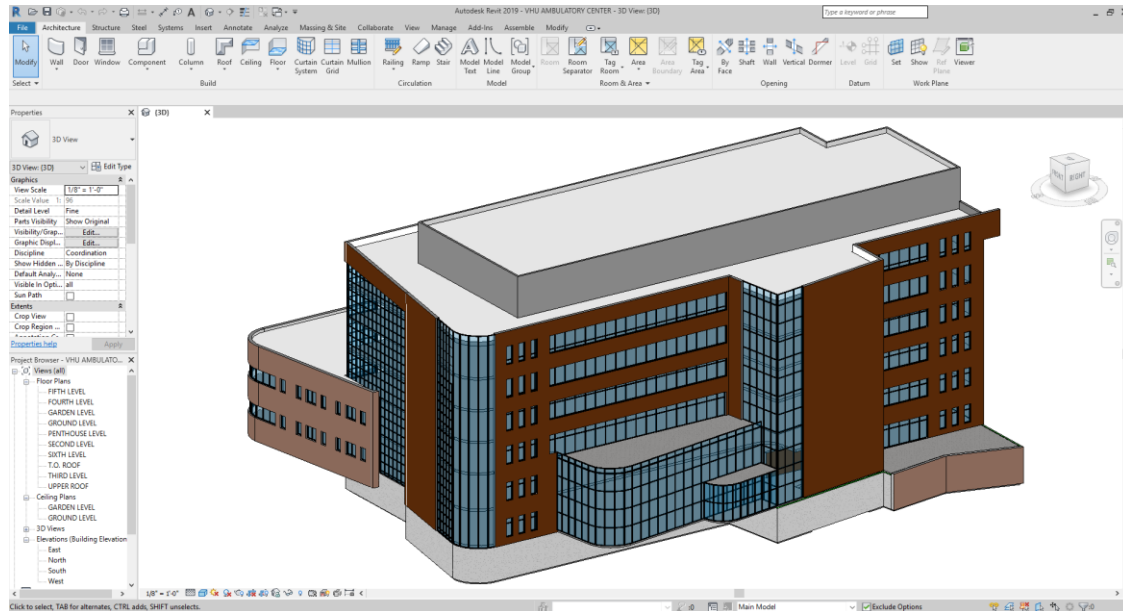 Autodesk Revit 2019 - VHU AMBULATORY CENTER - 3D View: {3D}
Type a keyword or phrase
File Architecture Structure Steel Systems Insert Annotate Analyze Massing & Site Collaborate View Manage Add-Ins Assemble Modify
Modify Wall Door Window Component Column Roof Ceiling Floor Curtain System Curtain Grid Mullion Railing Ramp Stair Model Text Model Line Model Group Room Room Separator Tag Room Area Area Boundary Tag Area By Face Shaft Wall Vertical Dormer Level Grid Set Show Ref Plane Viewer
Select Build Circulation Model Room & Area Opening Datum Work Plane
Properties
{3D}
3D View
3D View: {3D} Edit Type
Graphics
View Scale 1/8" = 1'-0"
Scale Value 1: 96
Detail Level Fine
Parts Visibility Show Original
Visibility/Grap... Edit...
Graphic Displ... Edit...
Discipline Coordination
Show Hidden ... By Discipline
Default Analy... None
Visible In Opti... all
Sun Path
Extents
Crop View
Crop Region ...
Properties help Apply
Project Browser - VHU AMBULATO...
Views (all)
Floor Plans
FIFTH LEVEL
FOURTH LEVEL
GARDEN LEVEL
GROUND LEVEL
PENTHOUSE LEVEL
SECOND LEVEL
SIXTH LEVEL
T.O. ROOF
THIRD LEVEL
UPPER ROOF
Ceiling Plans
GARDEN LEVEL
GROUND LEVEL
3D Views
Elevations (Building Elevation
East
North
South
West
FRONT RIGHT
1/8" = 1'-0"
Click to select, TAB for alternates, CTRL adds, SHIFT unselects.
:0
Main Model
Exclude Options
:0